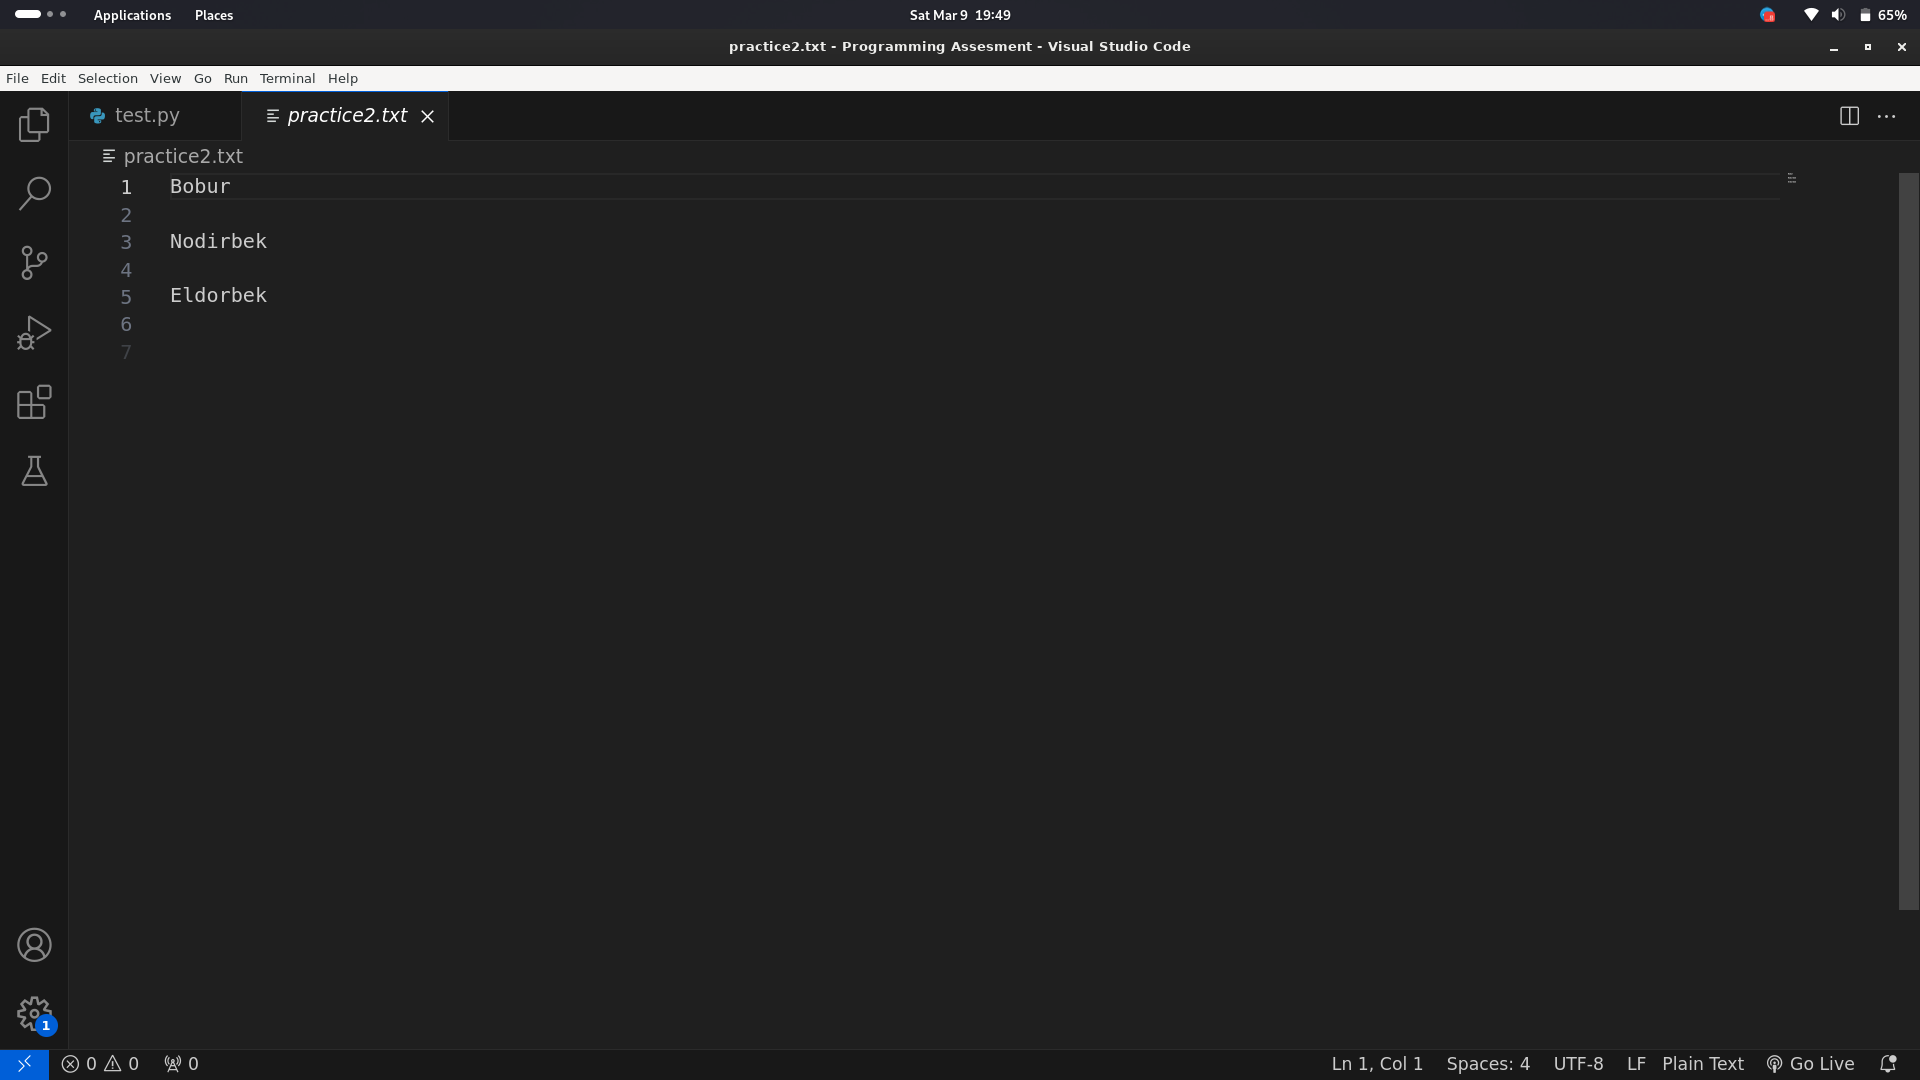 Applications Places Sat Mar 9 19:49 65%
practice2.txt - Programming Assesment - Visual Studio Code
File Edit Selection View Go Run Terminal Help
test.py practice2.txt
practice2.txt
1 Bobur
2
3 Nodirbek
4
5 Eldorbek
6
7
1
0 0 0 Ln 1, Col 1 Spaces: 4 UTF-8 LF Plain Text Go Live